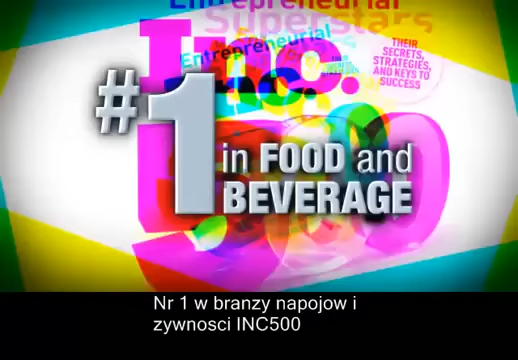 Entrepreneurial
Superstars
Entrepreneurial
Inc.
THEIR
SECRETS,
STRATEGIES,
AND KEYS TO
SUCCESS
500
#1
in FOOD and
BEVERAGE
Nr 1 w branzy napojow i
zywnosci INC500